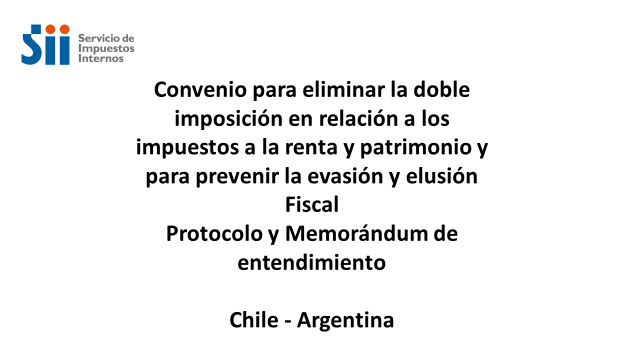 sii Servicio de
Impuestos
Internos
Convenio para eliminar la doble
imposición en relación a los
impuestos a la renta y patrimonio y
para prevenir la evasión y elusión
Fiscal
Protocolo y Memorándum de
entendimiento
Chile - Argentina